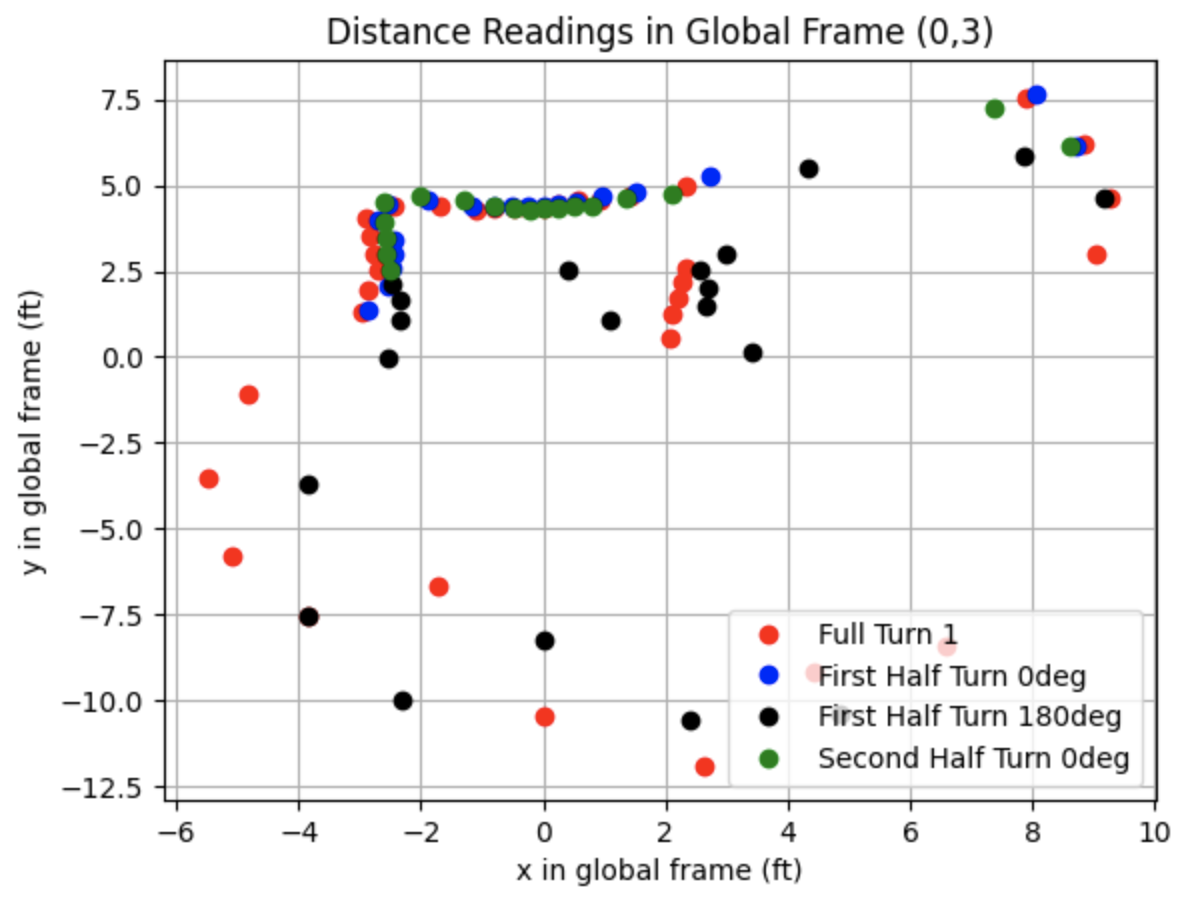 Distance Readings in Global Frame (0,3)
7.5
5.0
2.5
0.0
−2.5
−5.0
−7.5
−10.0
−12.5
y in global frame (ft)
Full Turn 1
First Half Turn 0deg
First Half Turn 180deg
Second Half Turn 0deg
−6 −4 −2 0 2 4 6 8 10
x in global frame (ft)